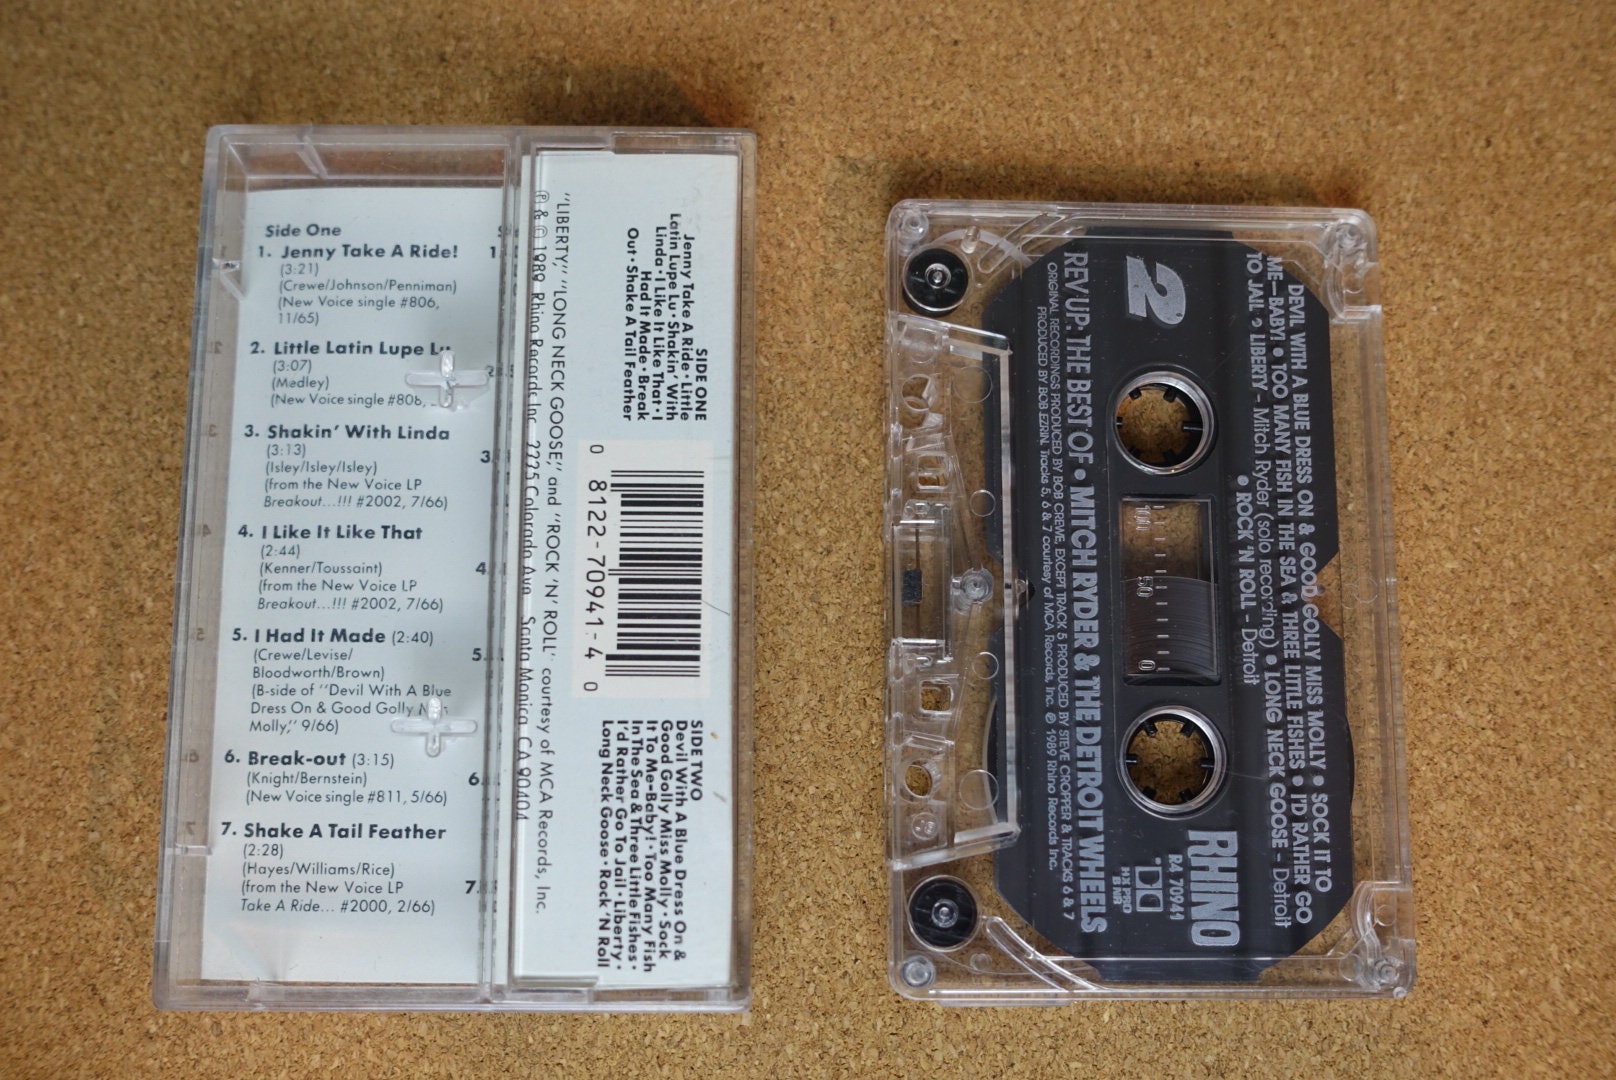 Side One
1. Jenny Take A Ride!
(3:21)
(Crewe/Johnson/Penniman)
(New Voice single #806,
11/65)
2. Little Latin Lupe Lu
(3:07)
(Medley)
(New Voice single #808,
3. Shakin' With Linda
(3:13)
(Isley/Isley/Isley)
(from the New Voice LP
Breakout...!!! #2002, 7/66)
4. I Like It Like That
(2:44)
(Kenner/Toussaint)
(from the New Voice LP
Breakout...!!! #2002, 7/66)
5. I Had It Made (2:40)
(Crewe/Levise/
Bloodworth/Brown)
(B-side of "Devil With A Blue
Dress On & Good Golly Miss
Molly," 9/66)
6. Break-out (3:15)
(Knight/Bernstein)
(New Voice single #811, 5/66)
7. Shake A Tail Feather
(2:28)
(Hayes/Williams/Rice)
(from the New Voice LP
Take A Ride... #2000, 2/66)
1.
3.
4.
5.
6.
7.
SIDE ONE
Jenny Take A Ride • Little
Latin Lupe Lu • Shakin' With
Linda • I Like It Like That • I
Had It Made • Break
Out • Shake A Tail Feather
0 8122-70941-4 0
SIDE TWO
Devil With A Blue Dress On &
Good Golly Miss Molly • Sock
It To Me-Baby! • Too Many Fish
In The Sea & Three Little Fishes •
I'd Rather Go To Jail • Liberty •
Long Neck Goose • Rock 'N Roll
"LIBERTY," "LONG NECK GOOSE," and "ROCK 'N' ROLL" courtesy of MCA Records, Inc.
℗ & © 1989 Rhino Records Inc. 2225 Colorado Ave. Santa Monica, CA 90404
DEVIL WITH A BLUE DRESS ON & GOOD GOLLY MISS MOLLY • SOCK IT TO
ME—BABY! • TOO MANY FISH IN THE SEA & THREE LITTLE FISHES • I'D RATHER GO
TO JAIL • LIBERTY - Mitch Ryder (solo recording) • LONG NECK GOOSE - Detroit
• ROCK 'N ROLL - Detroit
2
RHINO
R4 70941
HX PRO
B NR
100 50 0
REV UP: THE BEST OF • MITCH RYDER & THE DETROIT WHEELS
ORIGINAL RECORDINGS PRODUCED BY BOB CREWE, EXCEPT TRACK 5 PRODUCED BY STEVE CROPPER & TRACKS 6 & 7
PRODUCED BY BOB EZRIN. Tracks 5, 6 & 7 courtesy of MCA Records, Inc. ℗ 1989 Rhino Records Inc.